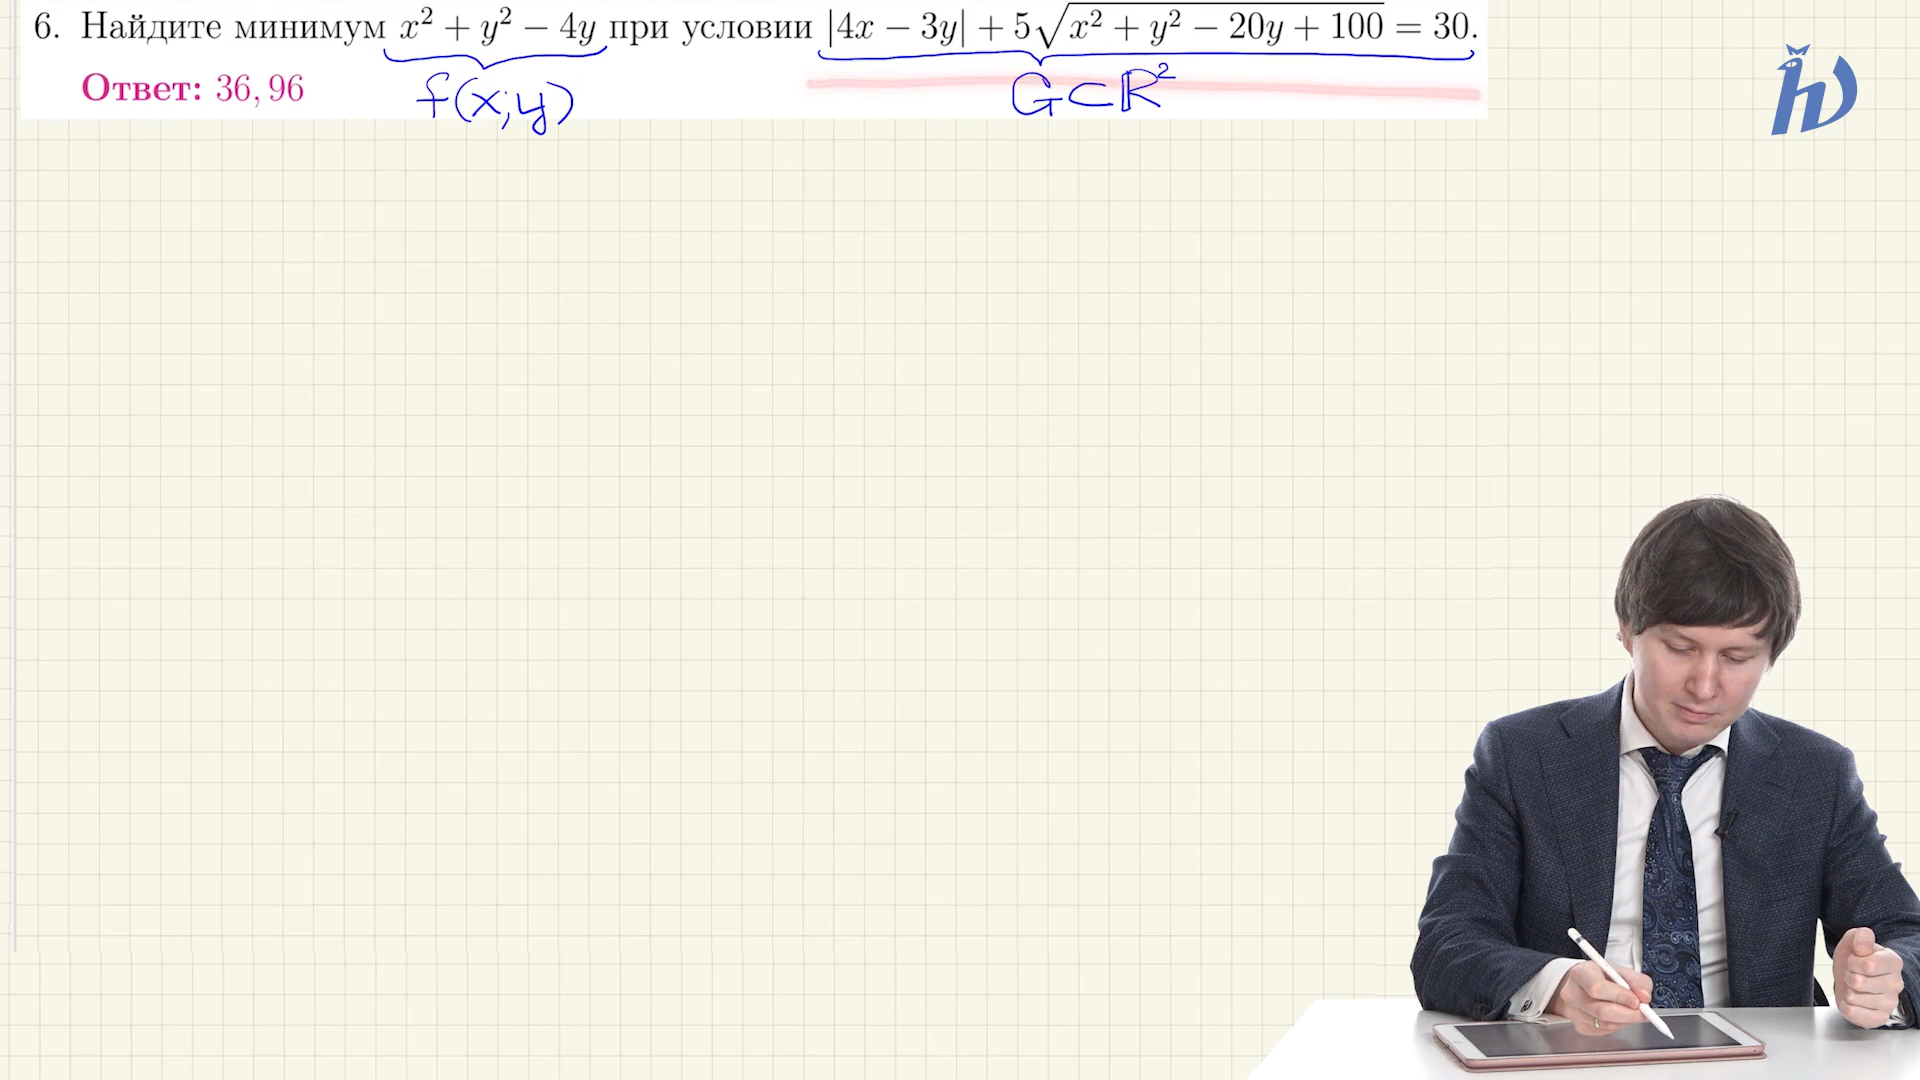 6. Найдите минимум x² + y² − 4y при условии |4x − 3y| + 5√(x² + y² − 20y + 100) = 30.
Ответ: 36, 96
f(x;y)
G⊂ℝ²